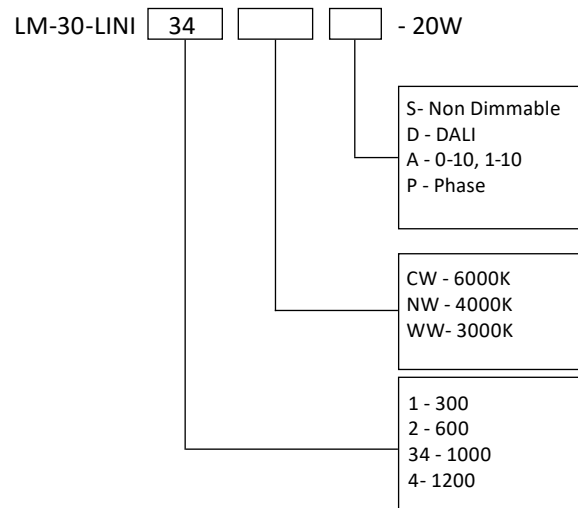 LM-30-LINI 34 - 20W
S- Non Dimmable
D - DALI
A - 0-10, 1-10
P - Phase
CW - 6000K
NW - 4000K
WW- 3000K
1 - 300
2 - 600
34 - 1000
4- 1200